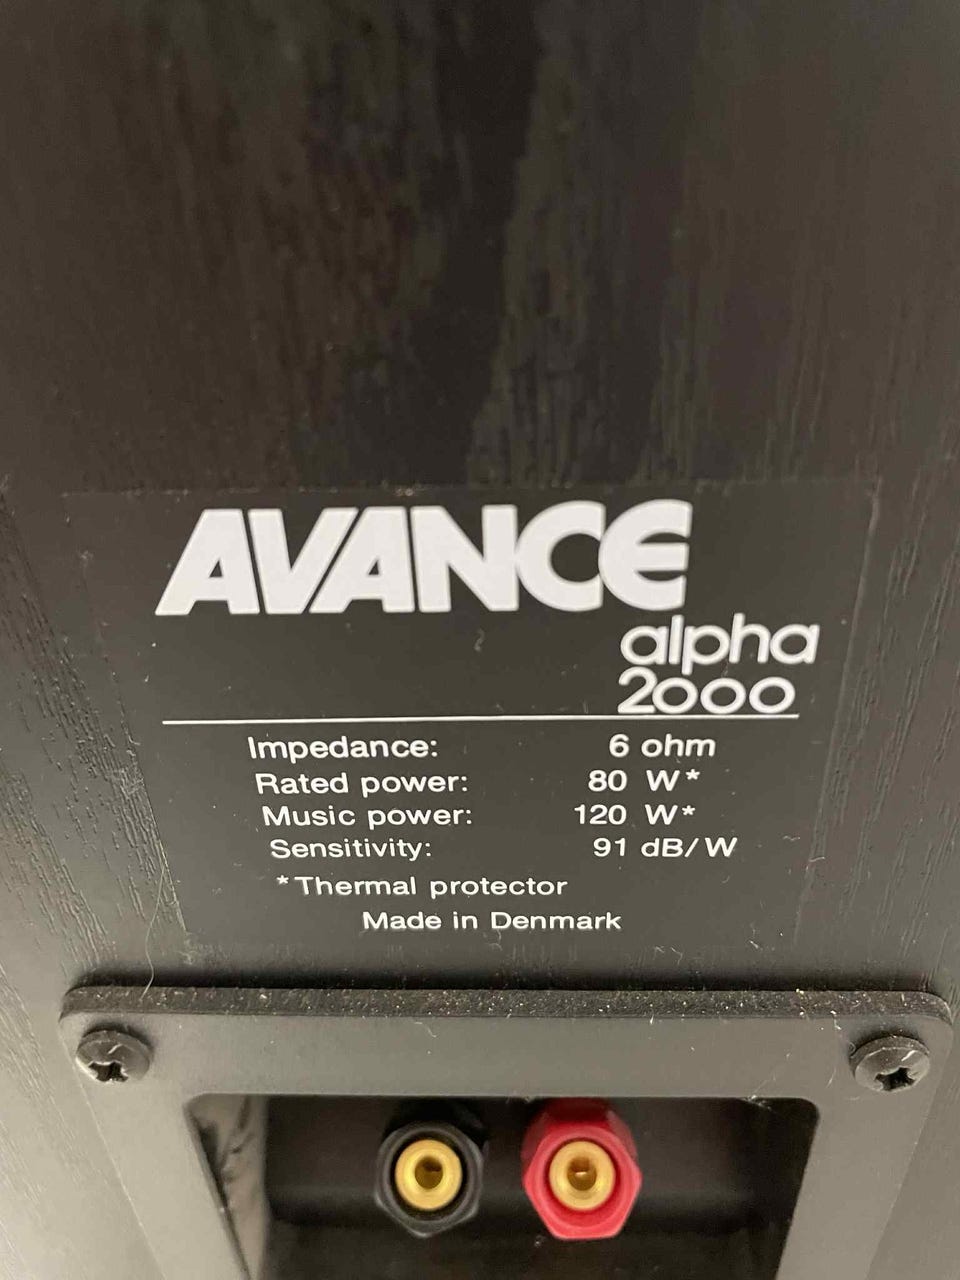 AVANCE
alpha
2000
Impedance: 6 ohm
Rated power: 80 W*
Music power: 120 W*
Sensitivity: 91 dB/W
*Thermal protector
Made in Denmark